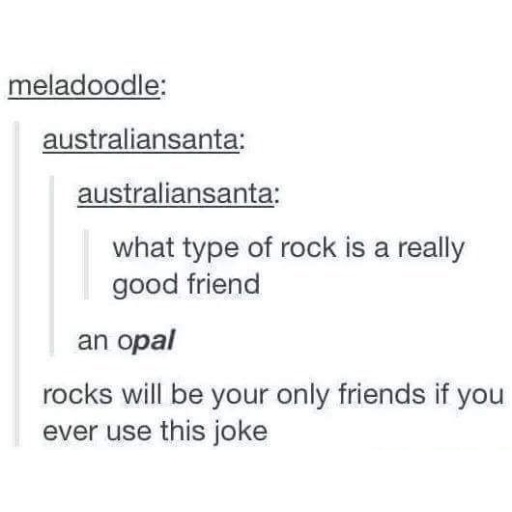 meladoodle:
australiansanta:
australiansanta:
what type of rock is a really
good friend
an opal
rocks will be your only friends if you
ever use this joke